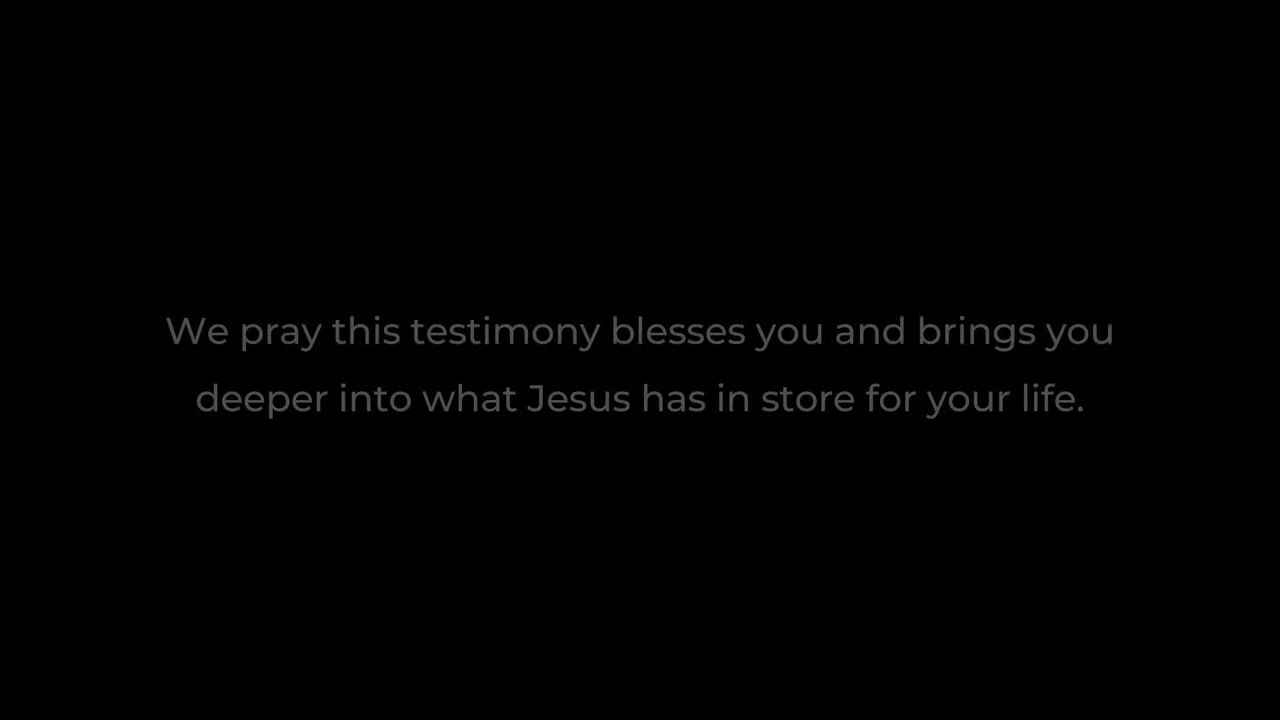 We pray this testimony blesses you and brings you
deeper into what Jesus has in store for your life.